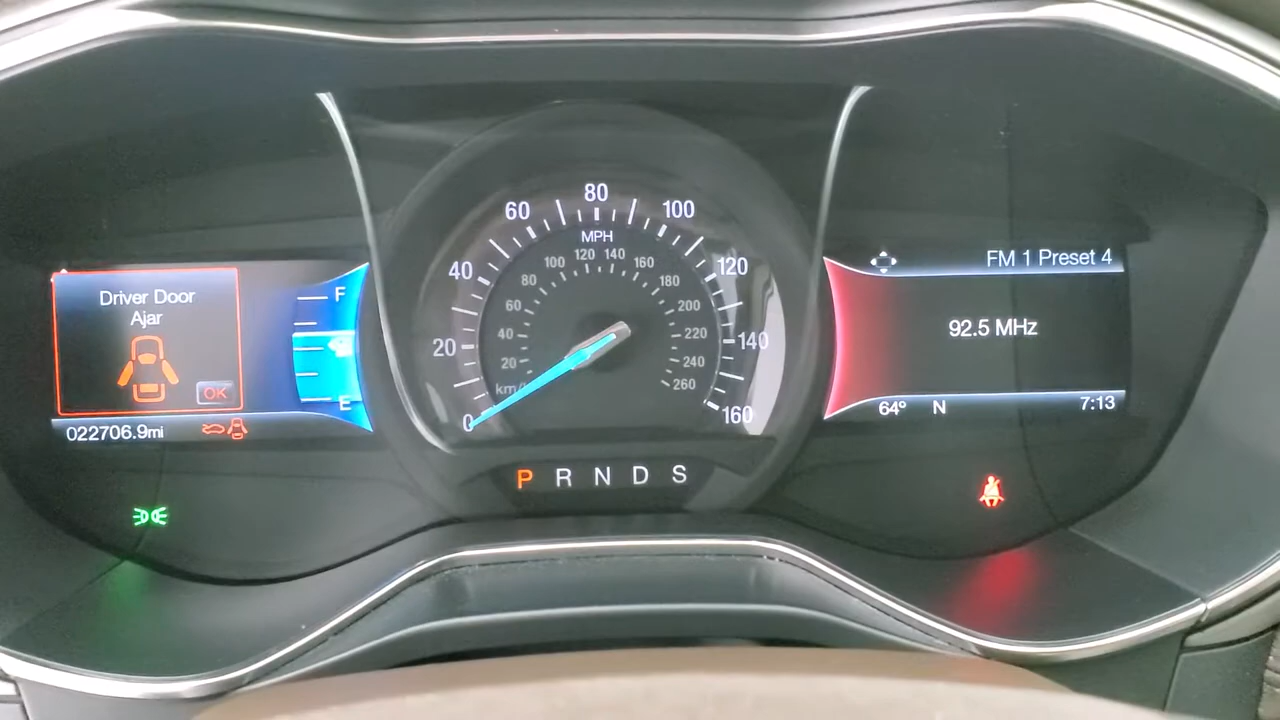 Driver Door
Ajar
OK
022706.9mi
F
E
0
20
40
60
80
100
120
140
160
MPH
20
40
60
80
100
120
140
160
180
200
220
240
260
P R N D S
FM 1 Preset 4
92.5 MHz
64º N 7:13